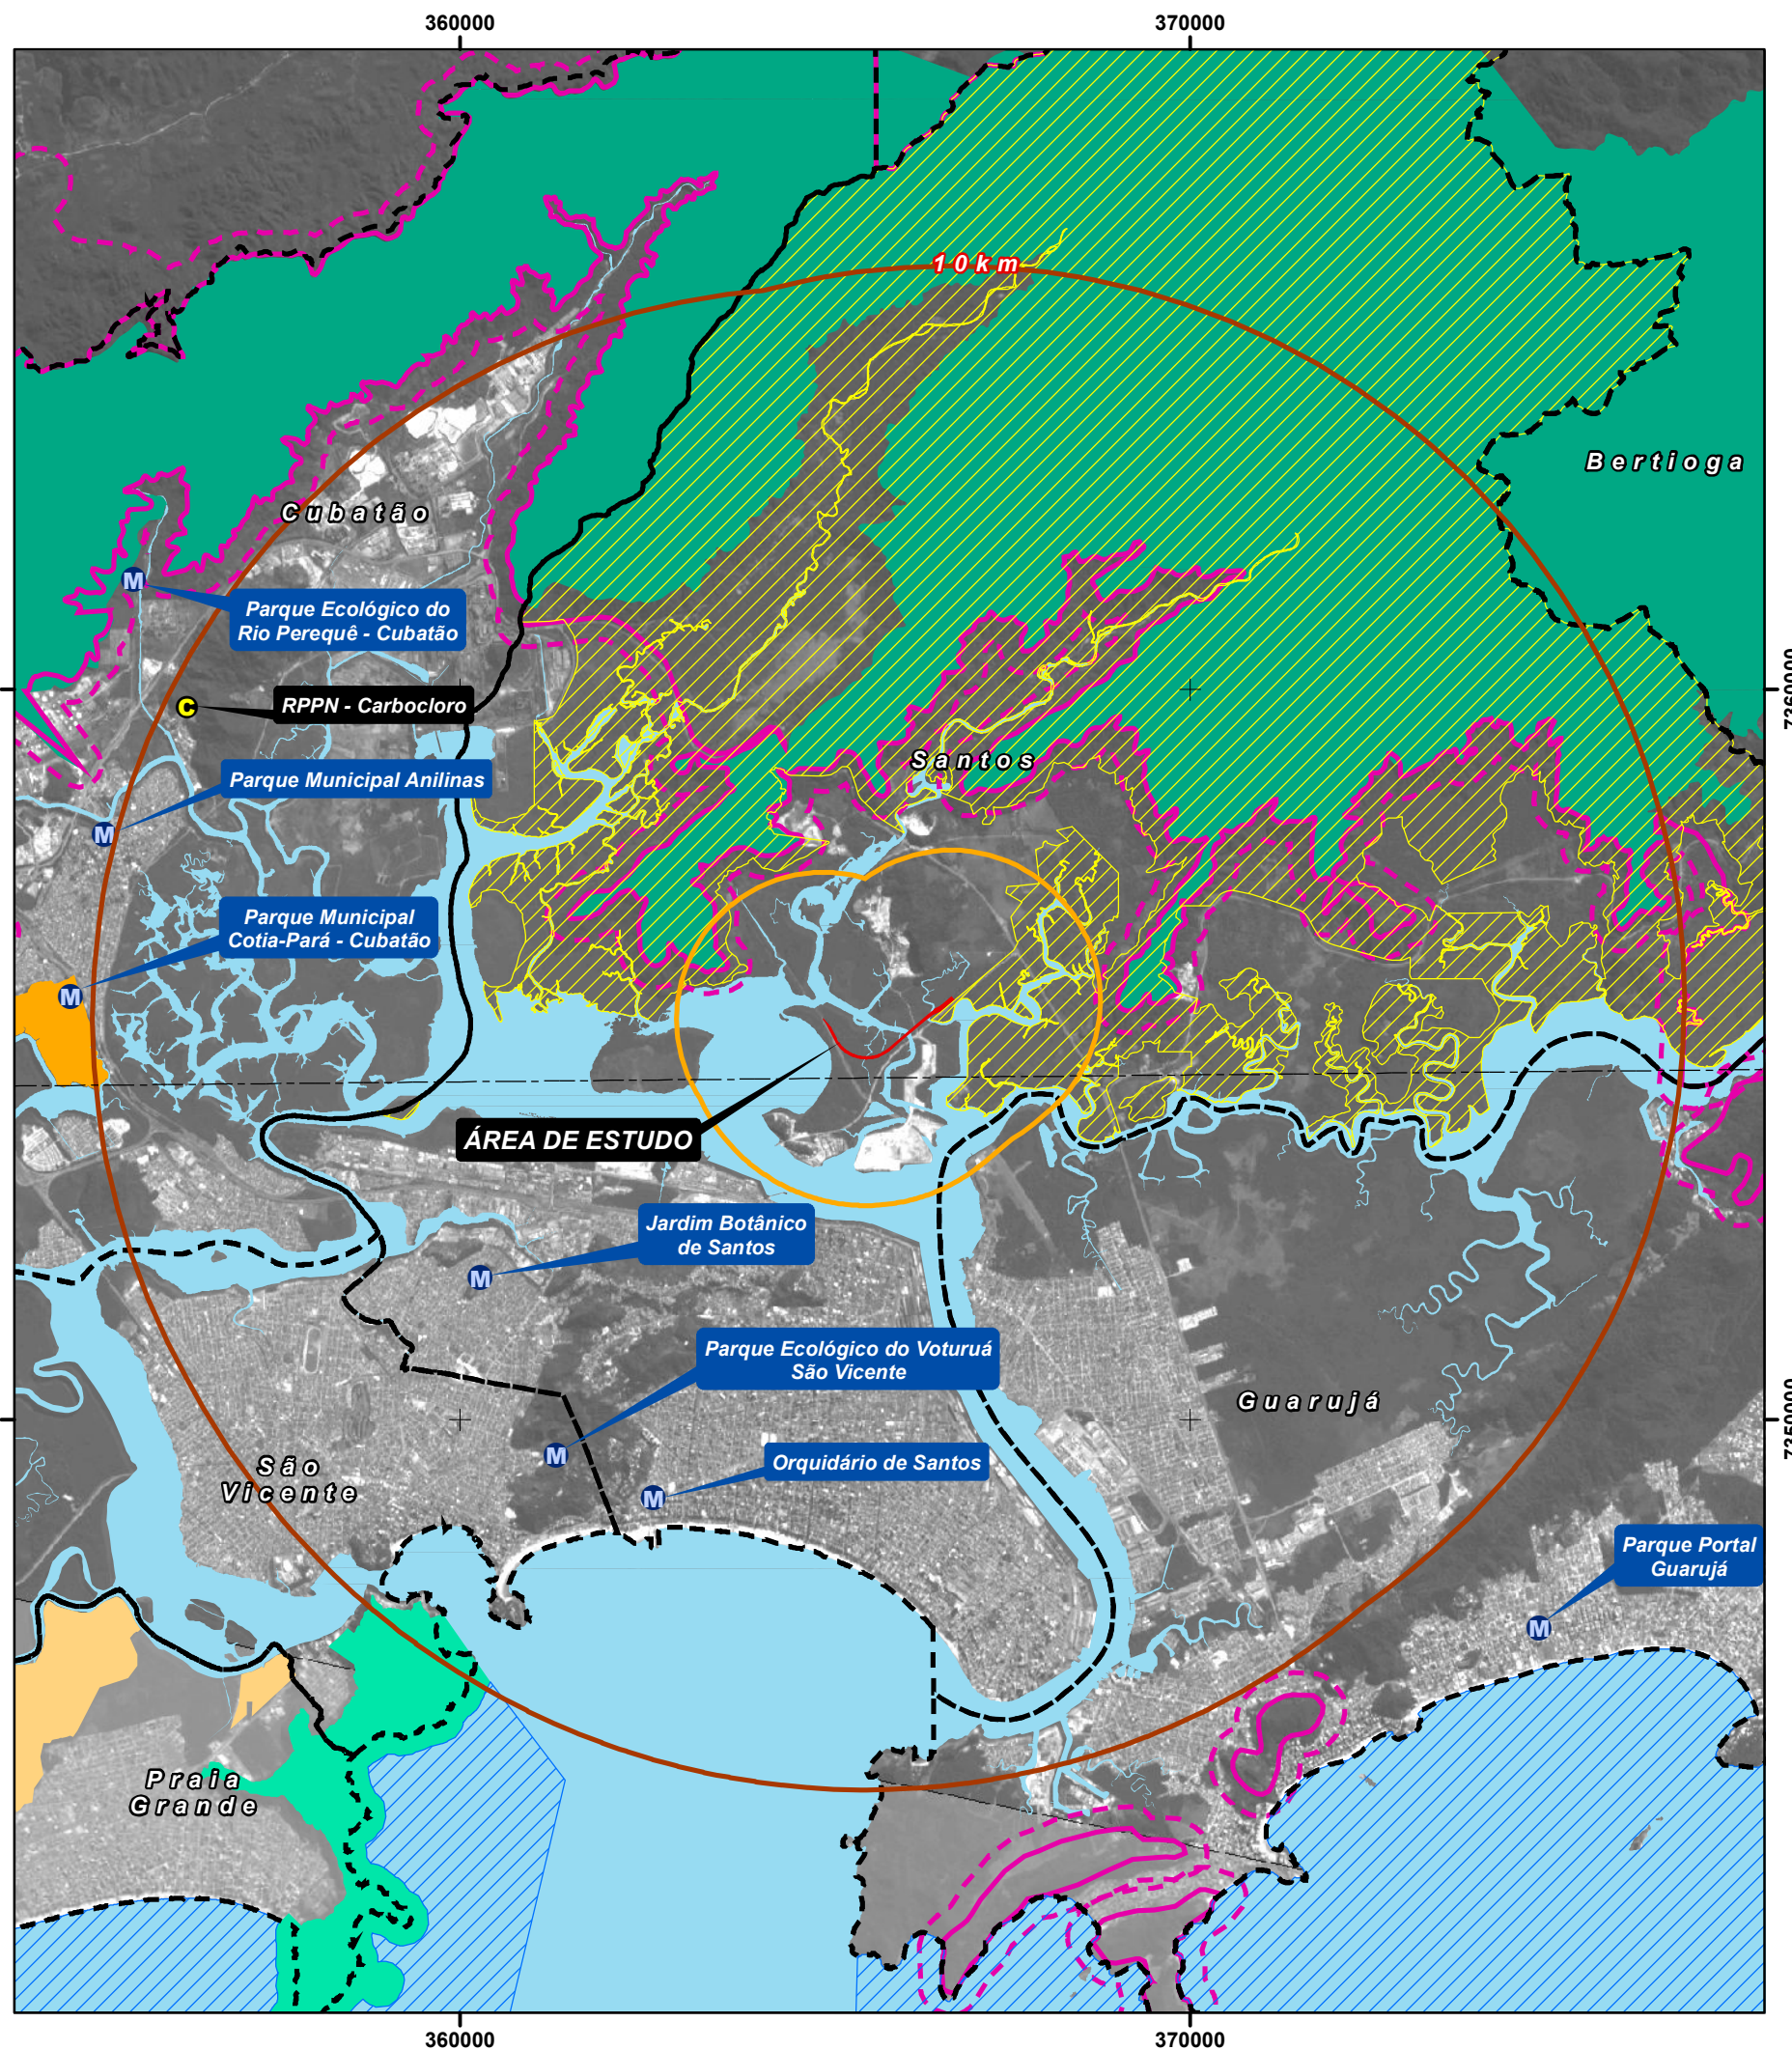 360000
370000
10km
Bertioga
Cubatão
M
Parque Ecológico do
Rio Perequê - Cubatão
C
RPPN - Carbocloro
7360000
Santos
Parque Municipal Anilinas
M
Parque Municipal
Cotia-Pará - Cubatão
M
ÁREA DE ESTUDO
Jardim Botânico
de Santos
M
Parque Ecológico do Voturuá
São Vicente
Guarujá
7350000
M
Orquidário de Santos
M
São
Vicente
Parque Portal
Guarujá
M
Praia
Grande
360000
370000